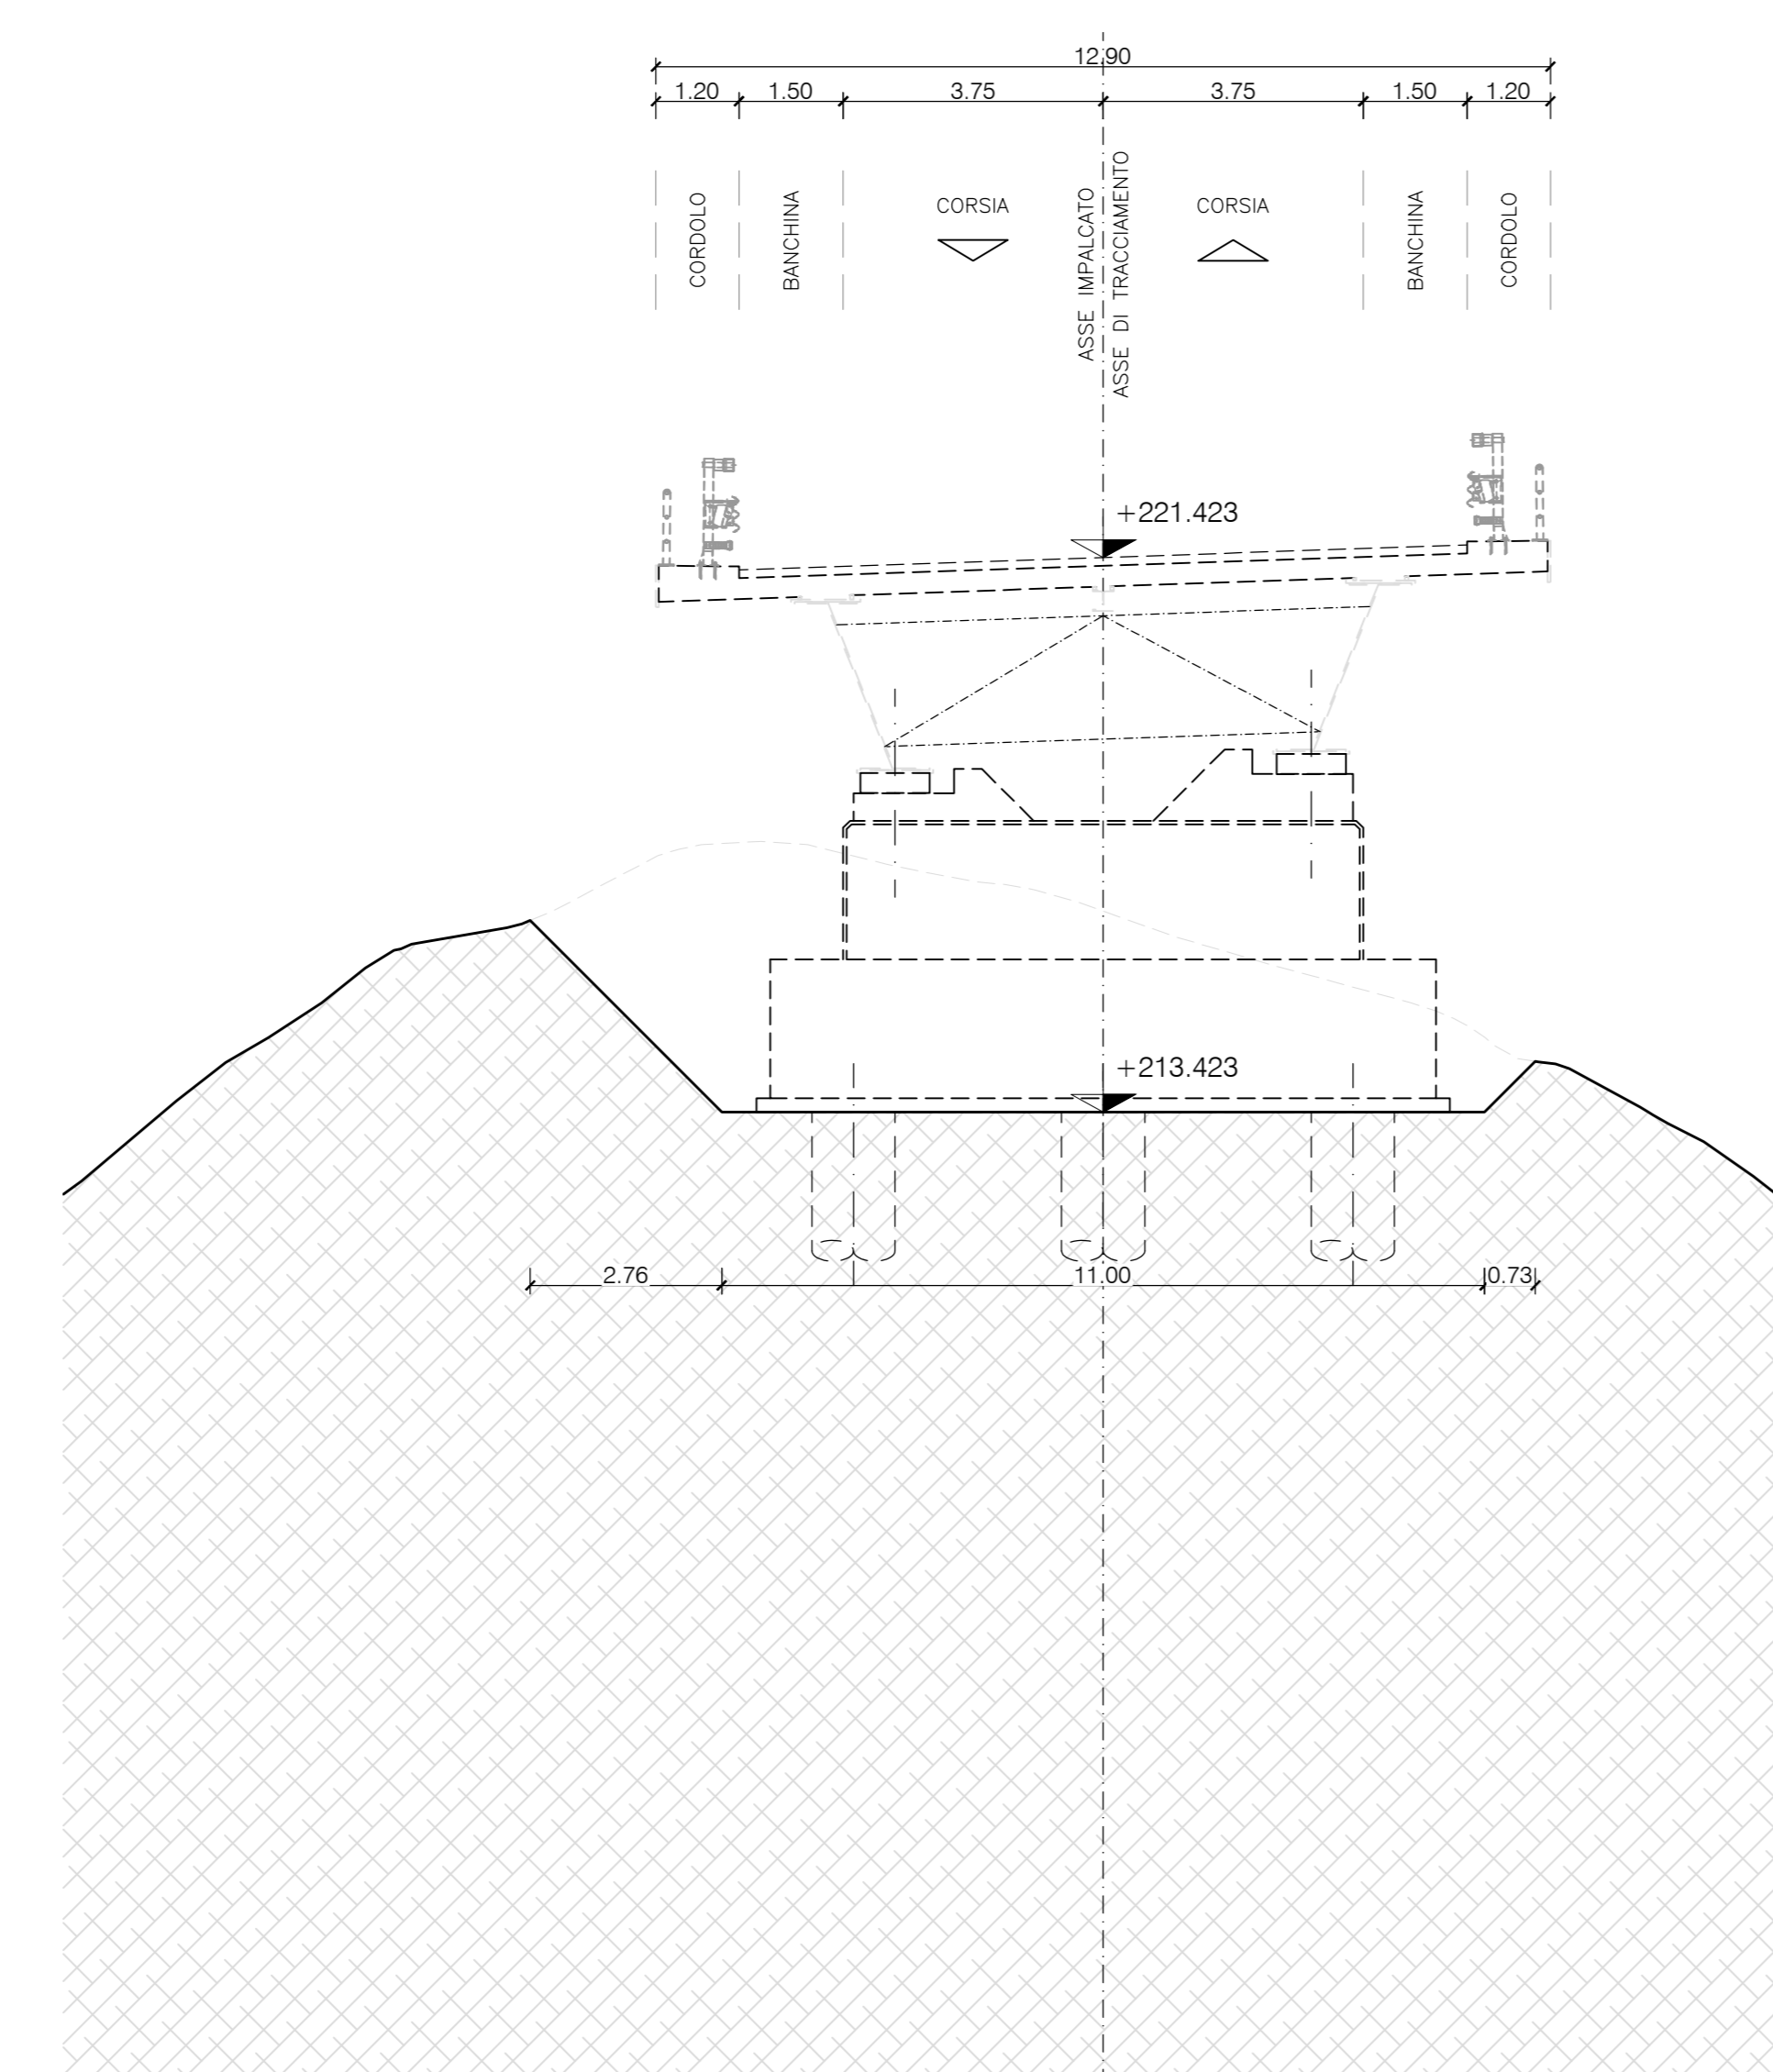 12.90
1.20 1.50 3.75 3.75 1.50 1.20
CORDOLO
BANCHINA
CORSIA
ASSE IMPALCATO
ASSE DI TRACCIAMENTO
CORSIA
BANCHINA
CORDOLO
+221.423
+213.423
2.76 11.00 0.73